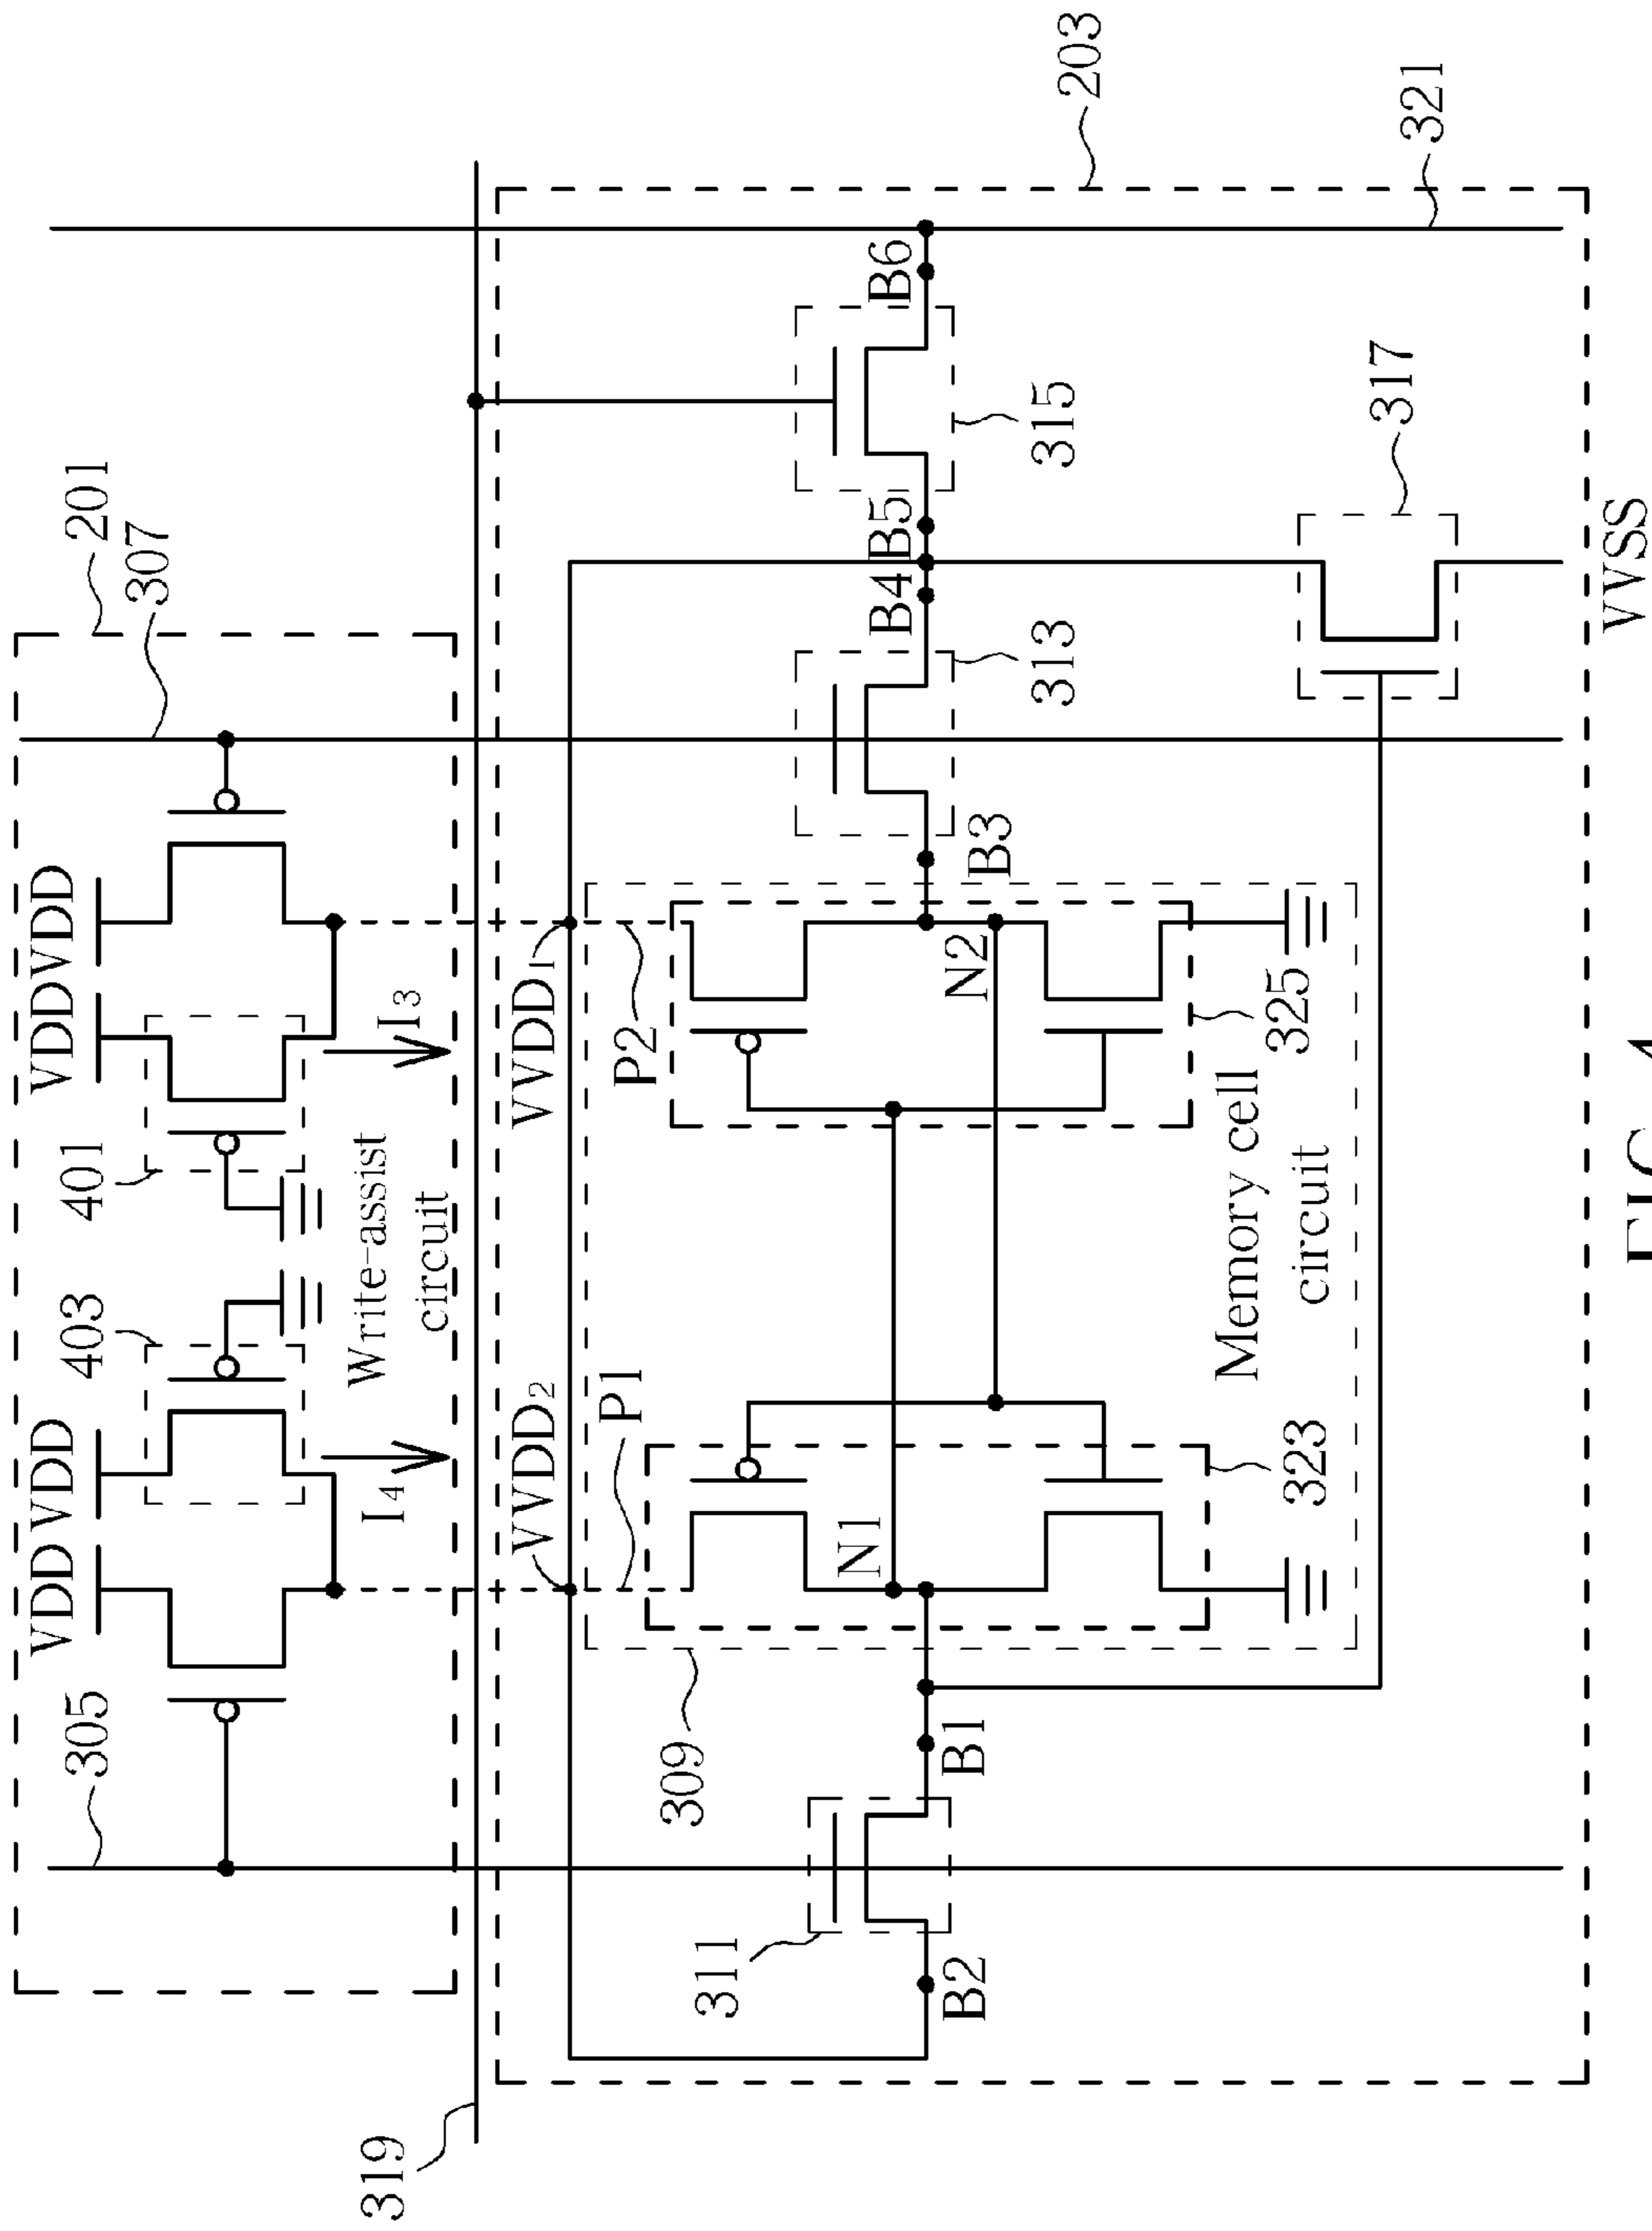 VDD VDD VDD VDD
305 403 401 201
307
319 I4 Write-assist I3
circuit
VVDD2 VVDD1
P1 P2
309
311
N1 B4 B5 B6
B2 B1 N2 B3
313 315 203
Memory cell
circuit
323 325
317 321
VVSS
FIG. 4